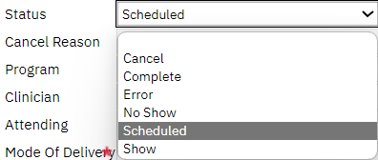 Status Scheduled
Cancel Reason
Cancel
Program Complete
Error
Clinician No Show
Attending Scheduled
Mode Of Delivery* Show